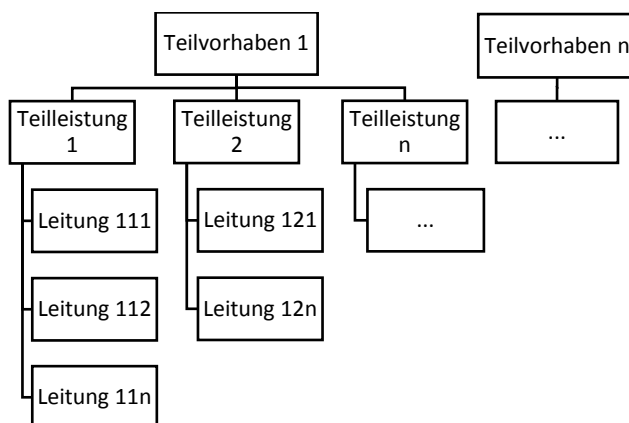 Teilvorhaben 1
Teilvorhaben n
Teilleistung
1
Teilleistung
2
Teilleistung
n
...
Leitung 111
Leitung 121
...
Leitung 112
Leitung 12n
Leitung 11n